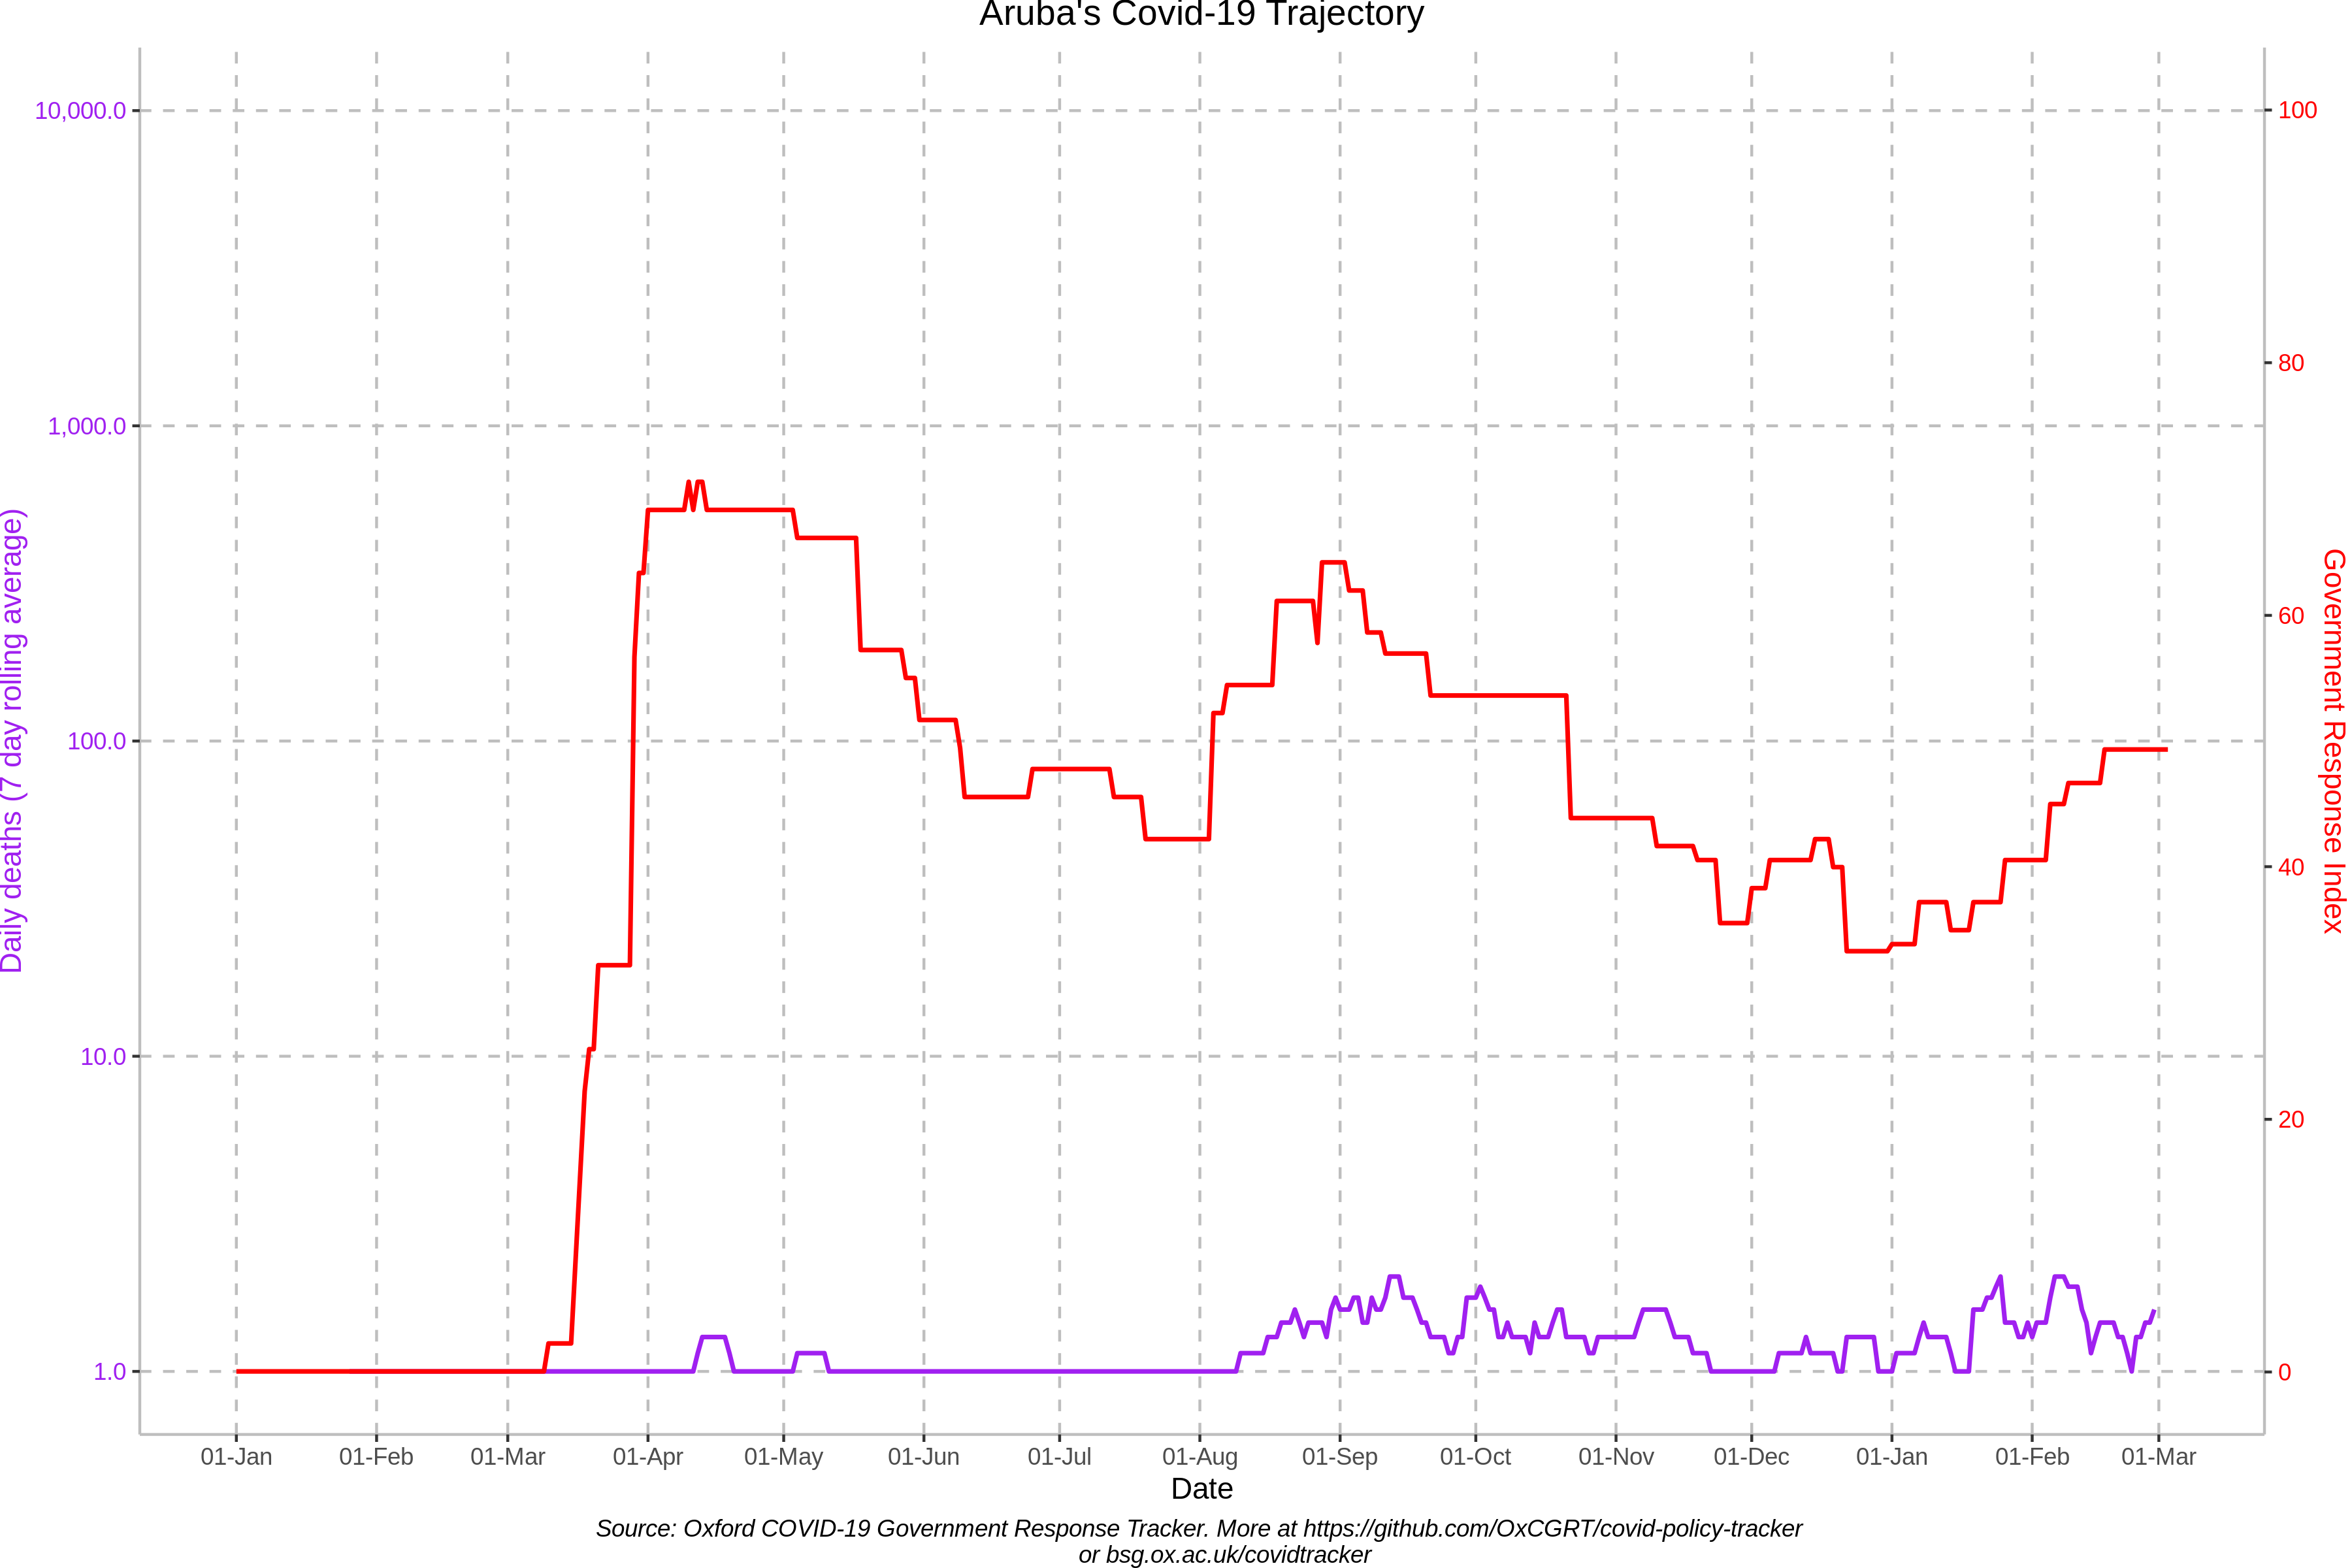 Aruba's Covid-19 Trajectory
10,000.0
1,000.0
100.0
10.0
1.0
Daily deaths (7 day rolling average)
100
80
60
40
20
0
Government Response Index
01-Jan 01-Feb 01-Mar 01-Apr 01-May 01-Jun 01-Jul 01-Aug 01-Sep 01-Oct 01-Nov 01-Dec 01-Jan 01-Feb 01-Mar
Date
Source: Oxford COVID-19 Government Response Tracker. More at https://github.com/OxCGRT/covid-policy-tracker
or bsg.ox.ac.uk/covidtracker